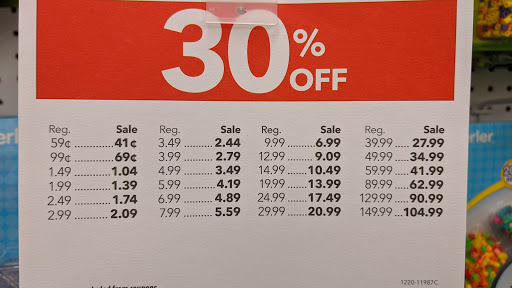 30% OFF
Reg. Sale Reg. Sale Reg. Sale Reg. Sale
59¢ ..........41¢ 3.49 .........2.44 9.99 .........6.99 39.99 ......27.99
99¢ ..........69¢ 3.99 .........2.79 12.99 .........9.09 49.99 ......34.99
1.49 .........1.04 4.99 .........3.49 14.99 .......10.49 59.99 ......41.99
1.99 .........1.39 5.99 .........4.19 19.99 .......13.99 89.99 ......62.99
2.49 .........1.74 6.99 .........4.89 24.99 .......17.49 129.99 ......90.99
2.99 .........2.09 7.99 .........5.59 29.99 ......20.99 149.99 ...104.99
1220-11987C
from coupons
erler